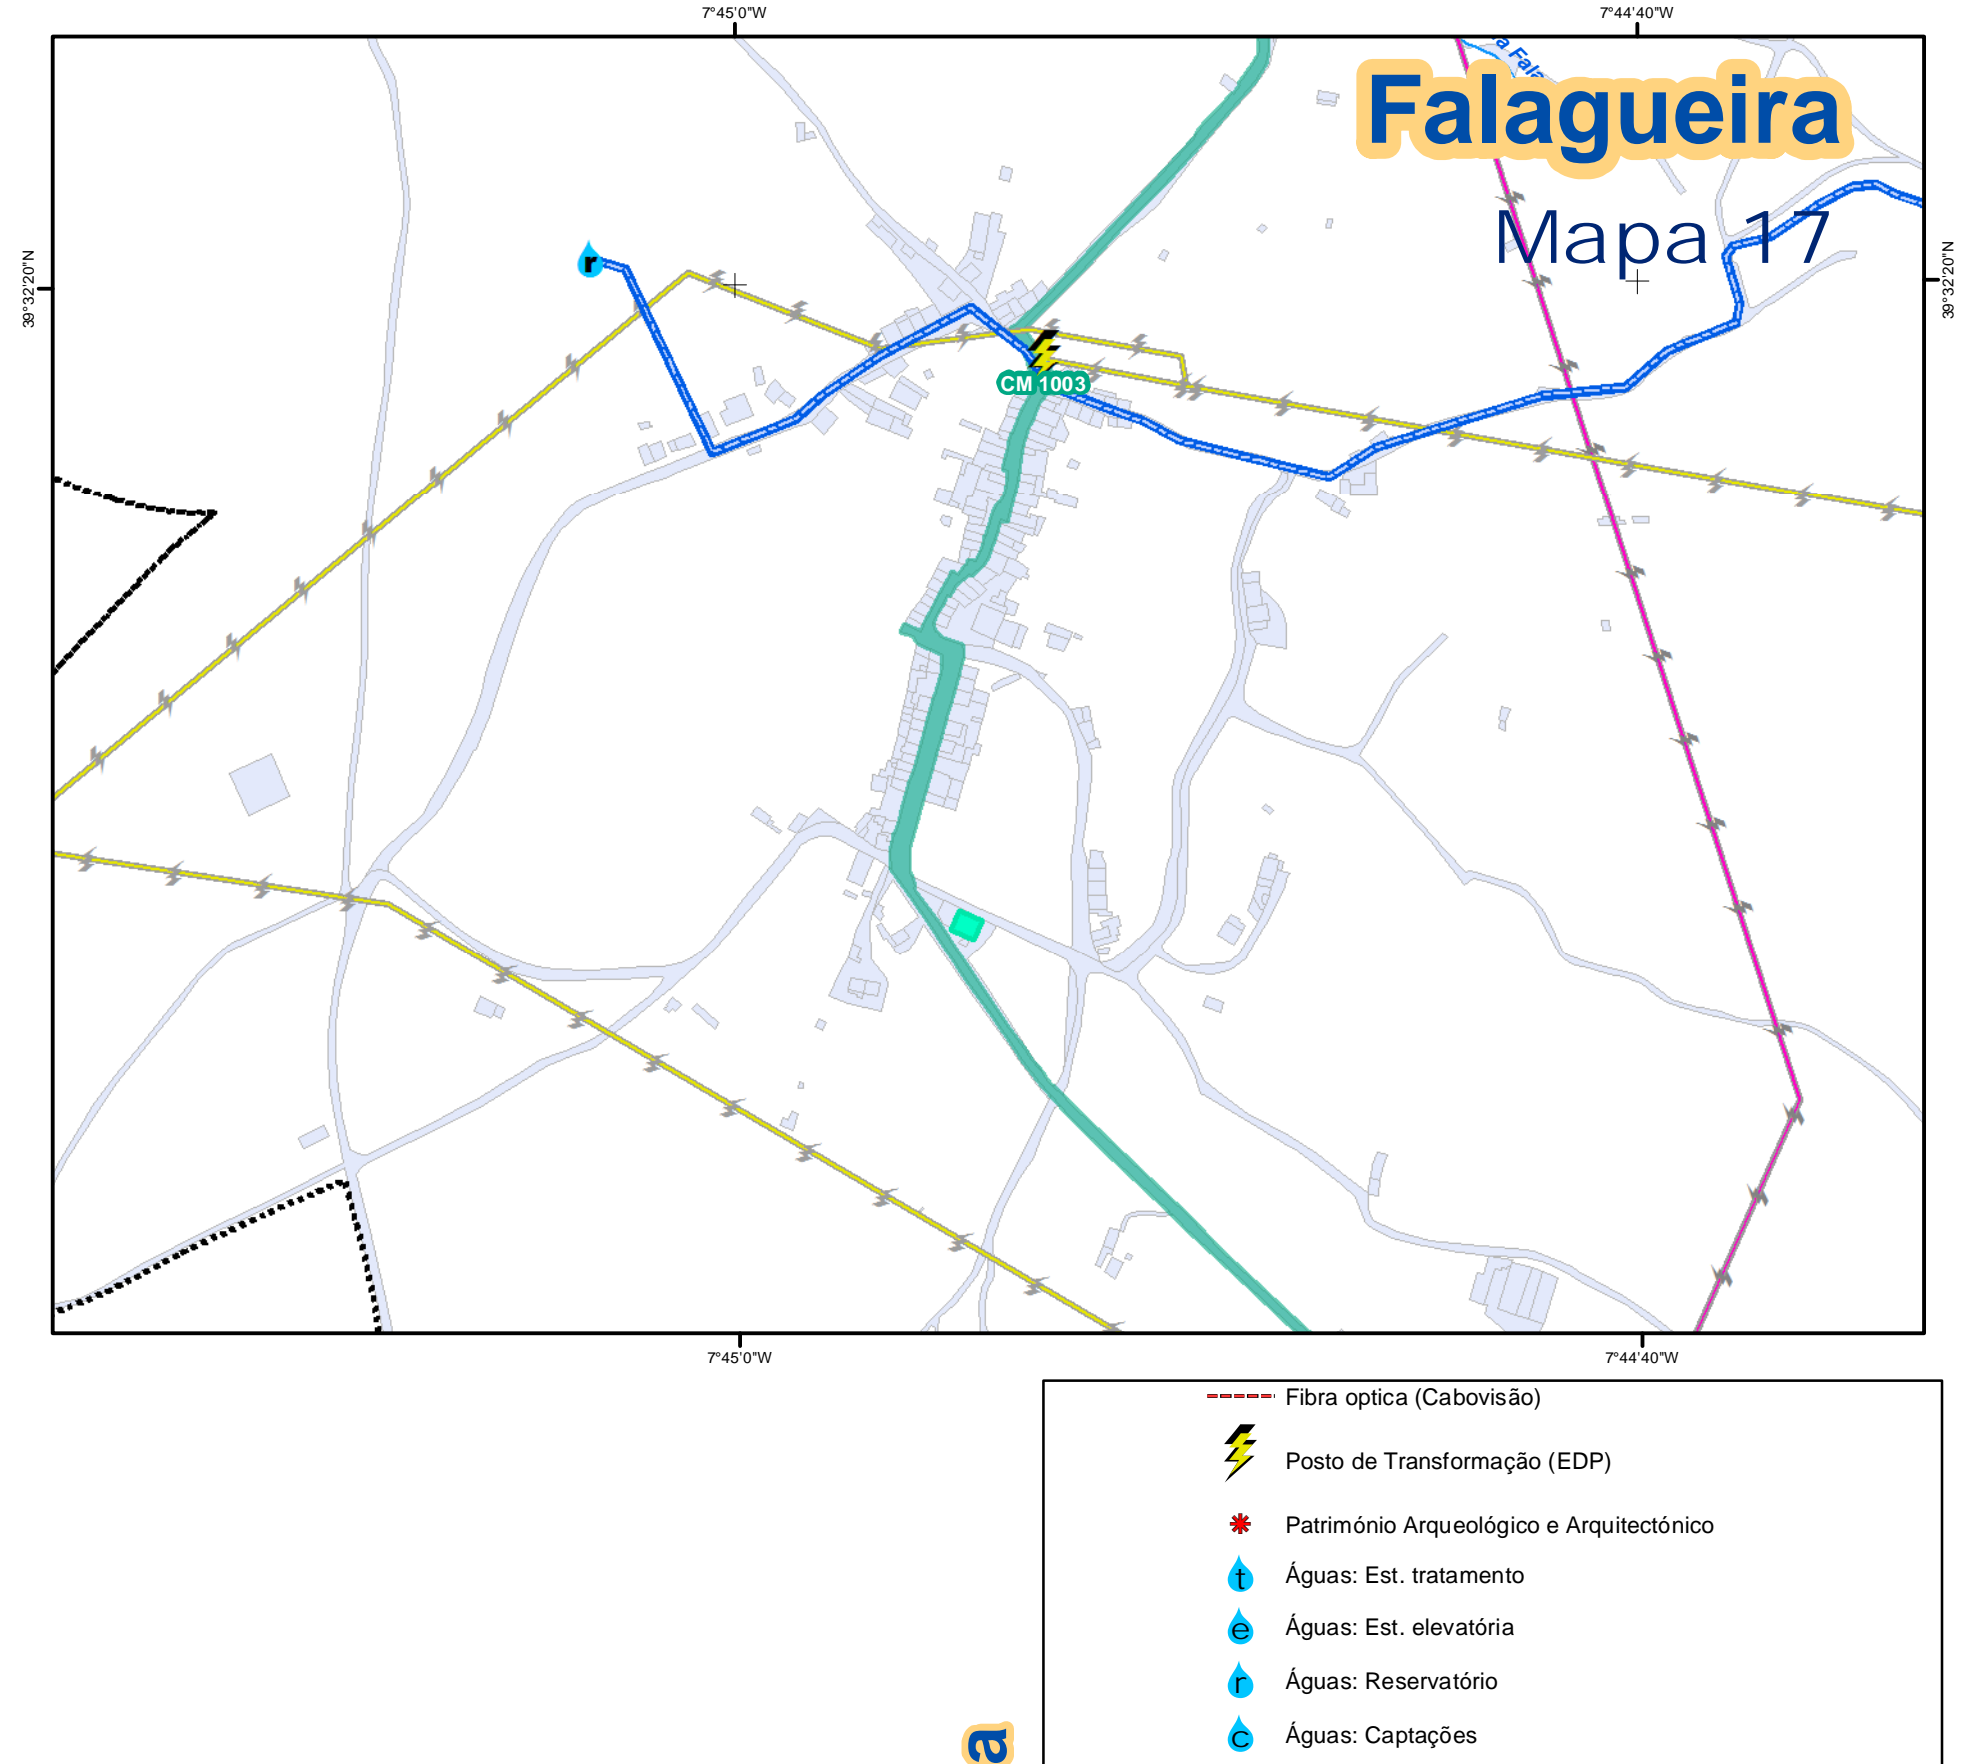 7°45'0"W
7°44'40"W
a Fala
Falagueira
Mapa 17
39°32'20"N
39°32'20"N
r
CM 1003
7°45'0"W
7°44'40"W
Fibra optica (Cabovisão)
Posto de Transformação (EDP)
Património Arqueológico e Arquitectónico
t Águas: Est. tratamento
e Águas: Est. elevatória
r Águas: Reservatório
c Águas: Captações
a